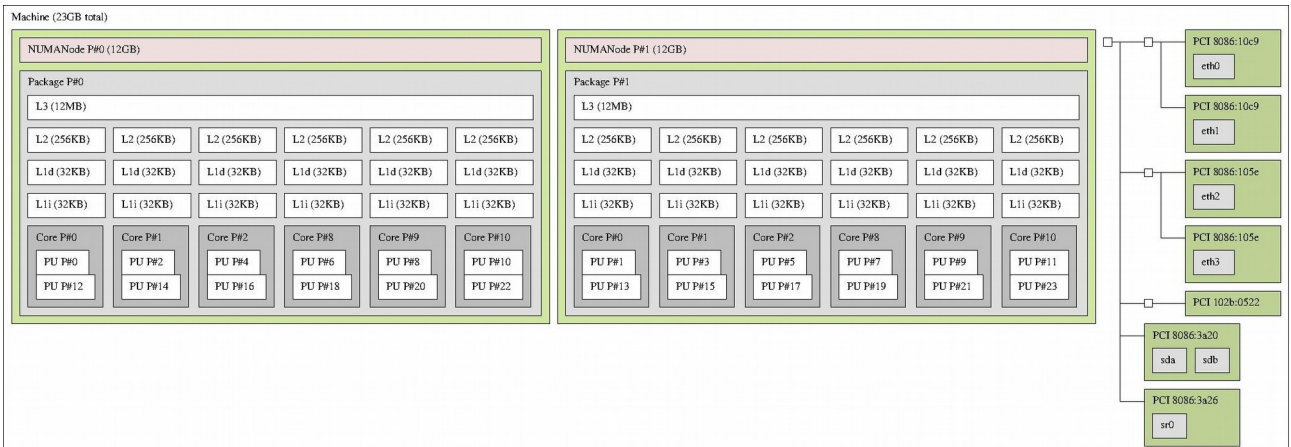 Machine (23GB total)
NUMANode P#0 (12GB)
Package P#0
L3 (12MB)
L2 (256KB) L2 (256KB) L2 (256KB) L2 (256KB) L2 (256KB) L2 (256KB)
L1d (32KB) L1d (32KB) L1d (32KB) L1d (32KB) L1d (32KB) L1d (32KB)
L1i (32KB) L1i (32KB) L1i (32KB) L1i (32KB) L1i (32KB) L1i (32KB)
Core P#0 Core P#1 Core P#2 Core P#8 Core P#9 Core P#10
PU P#0 PU P#2 PU P#4 PU P#6 PU P#8 PU P#10
PU P#12 PU P#14 PU P#16 PU P#18 PU P#20 PU P#22
NUMANode P#1 (12GB)
Package P#1
L3 (12MB)
L2 (256KB) L2 (256KB) L2 (256KB) L2 (256KB) L2 (256KB) L2 (256KB)
L1d (32KB) L1d (32KB) L1d (32KB) L1d (32KB) L1d (32KB) L1d (32KB)
L1i (32KB) L1i (32KB) L1i (32KB) L1i (32KB) L1i (32KB) L1i (32KB)
Core P#0 Core P#1 Core P#2 Core P#8 Core P#9 Core P#10
PU P#1 PU P#3 PU P#5 PU P#7 PU P#9 PU P#11
PU P#13 PU P#15 PU P#17 PU P#19 PU P#21 PU P#23
PCI 8086:10c9
eth0
PCI 8086:10c9
eth1
PCI 8086:105e
eth2
PCI 8086:105e
eth3
PCI 102b:0522
PCI 8086:3a20
sda sdb
PCI 8086:3a26
sr0